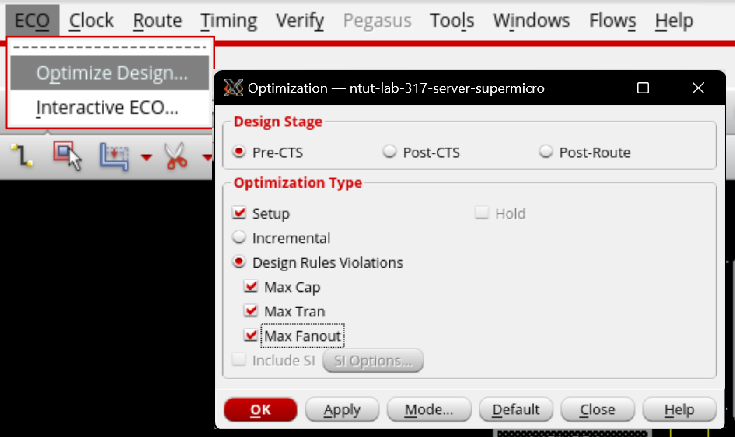 ECO Clock Route Timing Verify Pegasus Tools Windows Flows Help
Optimize Design...
Interactive ECO...
Optimization — ntut-lab-317-server-supermicro
Design Stage
Pre-CTS Post-CTS Post-Route
Optimization Type
Setup Hold
Incremental
Design Rules Violations
Max Cap
Max Tran
Max Fanout
Include SI SI Options...
OK Apply Mode... Default Close Help